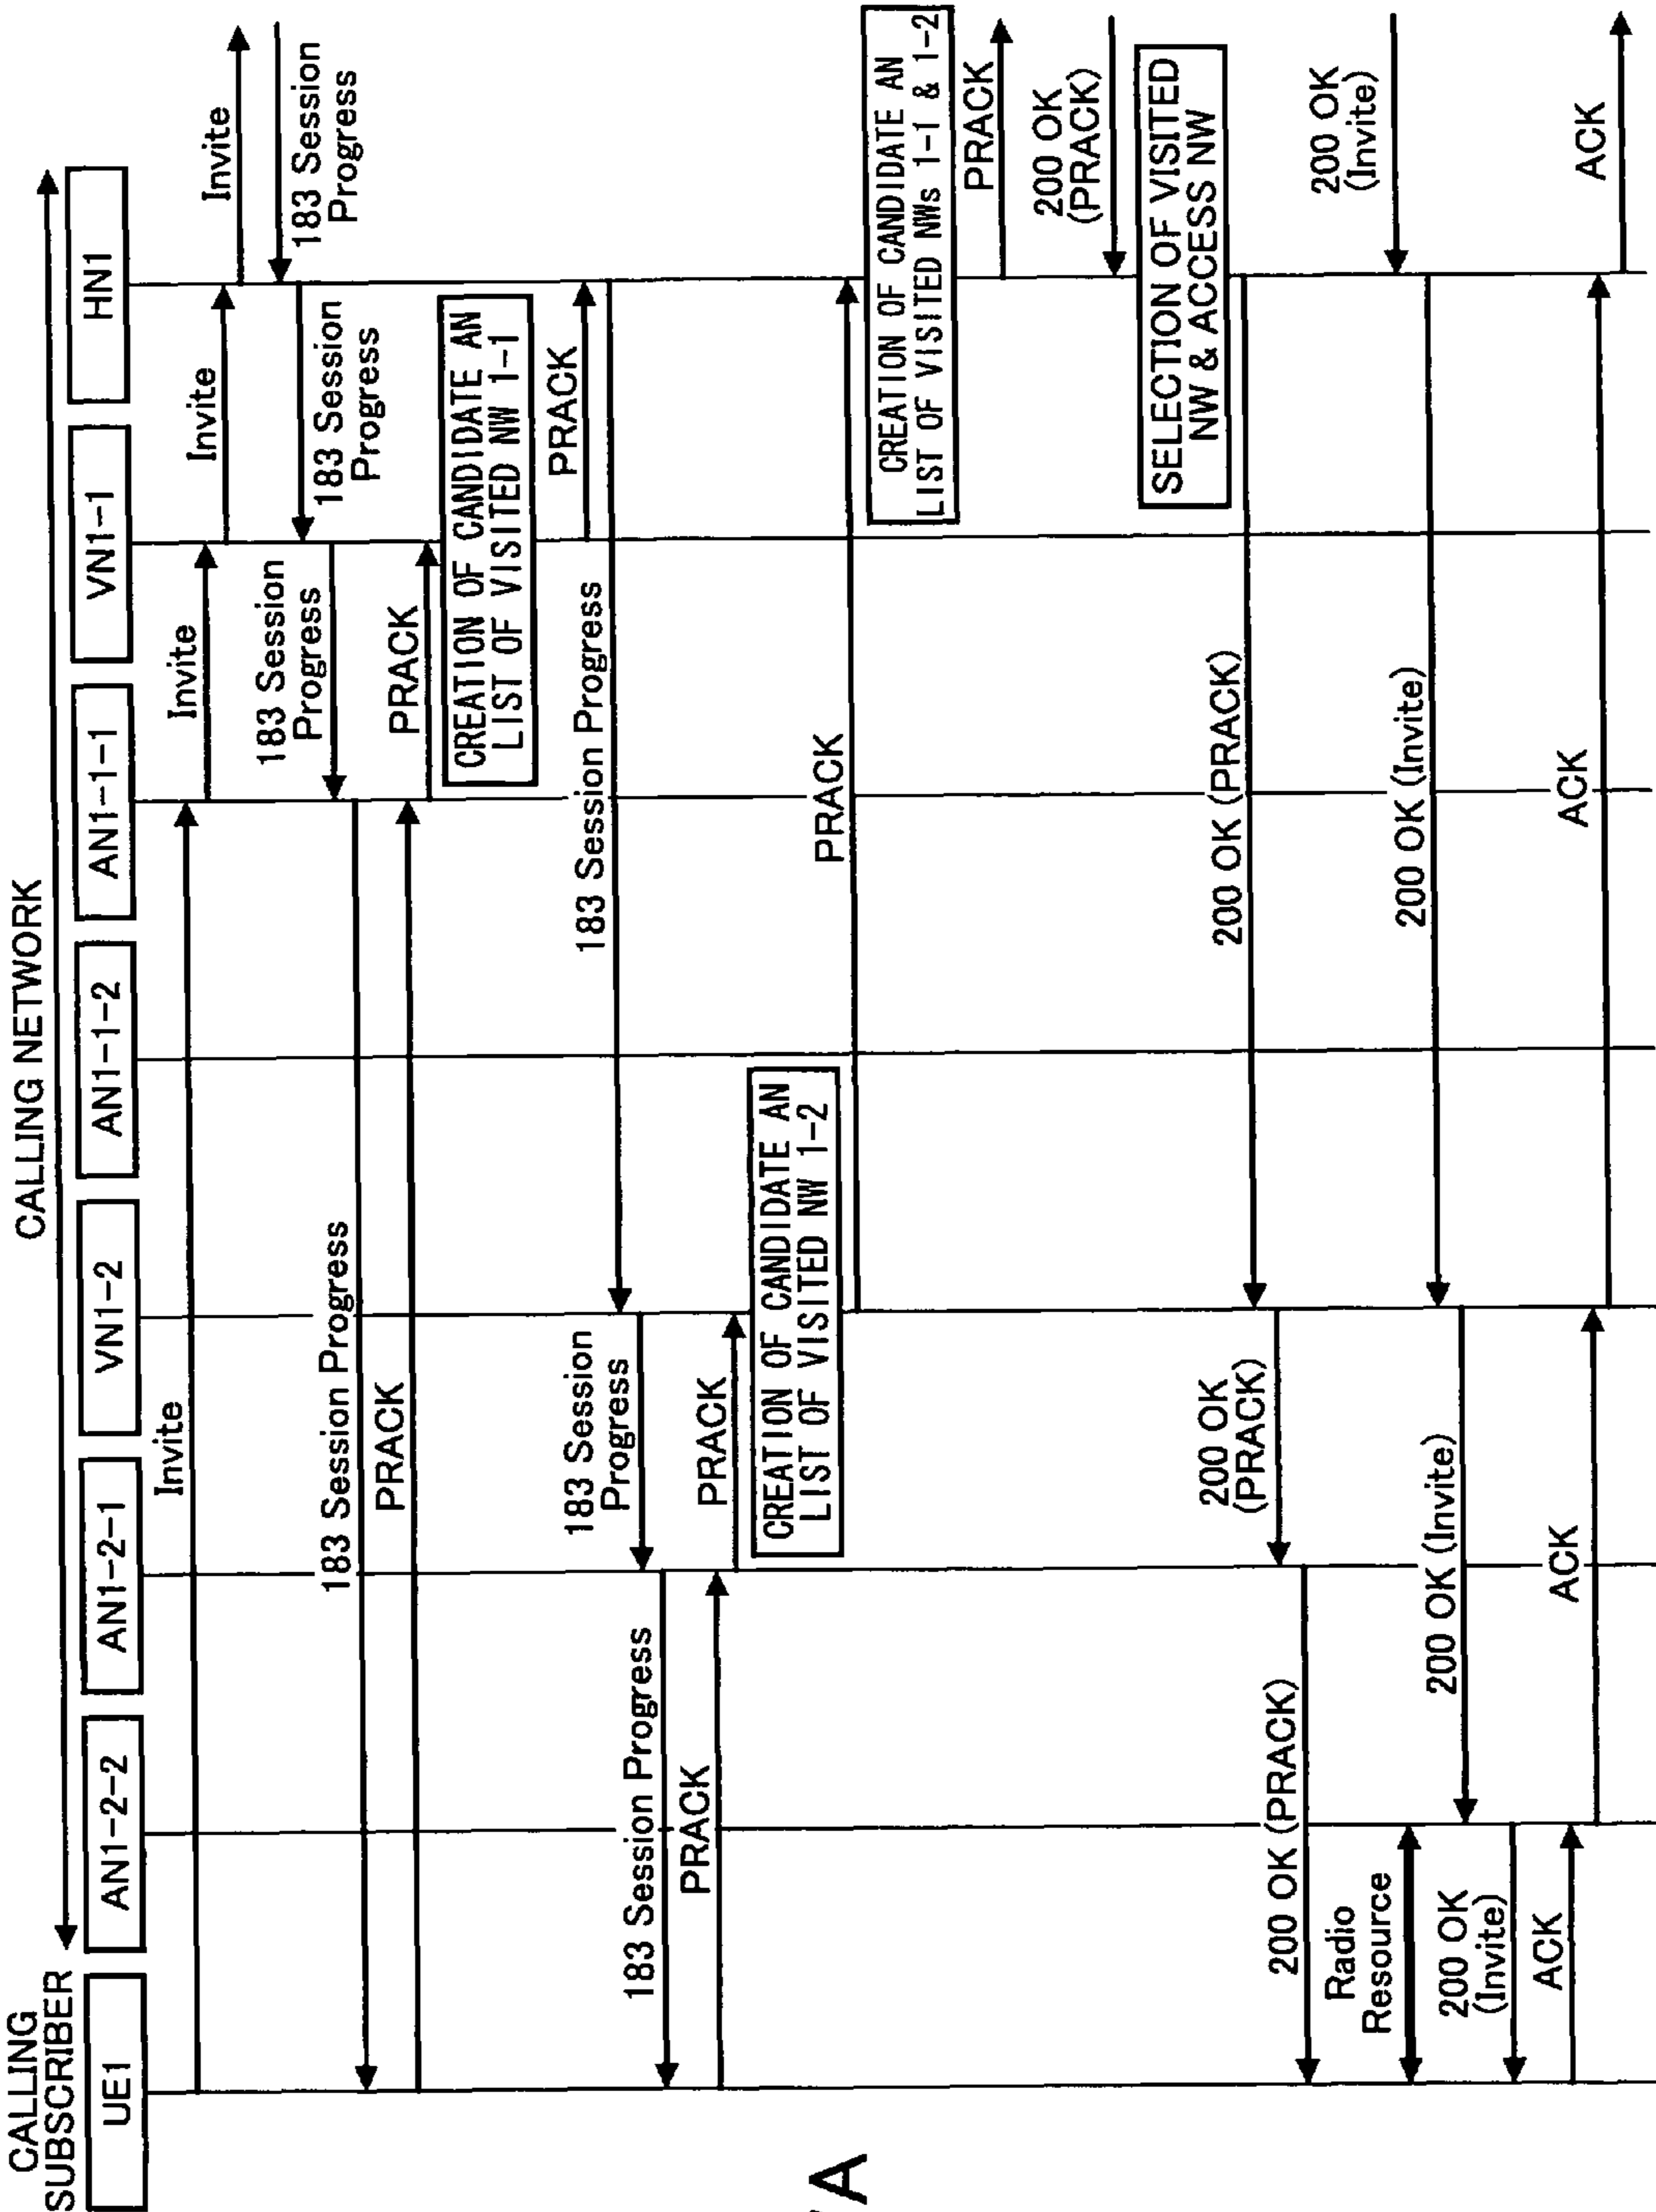 CALLING
SUBSCRIBER
CALLING NETWORK
UE1
AN1-2-2
AN1-2-1
VN1-2
AN1-1-2
AN1-1-1
VN1-1
HN1
Invite
Invite
Invite
Invite
183 Session
Progress
183 Session
Progress
183 Session
Progress
183 Session Progress
PRACK
PRACK
CREATION OF CANDIDATE AN
LIST OF VISITED NW 1-1
PRACK
183 Session Progress
183 Session
Progress
183 Session Progress
PRACK
PRACK
CREATION OF CANDIDATE AN
LIST OF VISITED NW 1-2
PRACK
CREATION OF CANDIDATE AN
LIST OF VISITED NWs 1-1 & 1-2
PRACK
200 OK
(PRACK)
SELECTION OF VISITED
NW & ACCESS NW
200 OK (PRACK)
200 OK
(PRACK)
200 OK (PRACK)
Radio
Resource
200 OK
(Invite)
200 OK (Invite)
200 OK (Invite)
200 OK
(Invite)
ACK
ACK
ACK
ACK